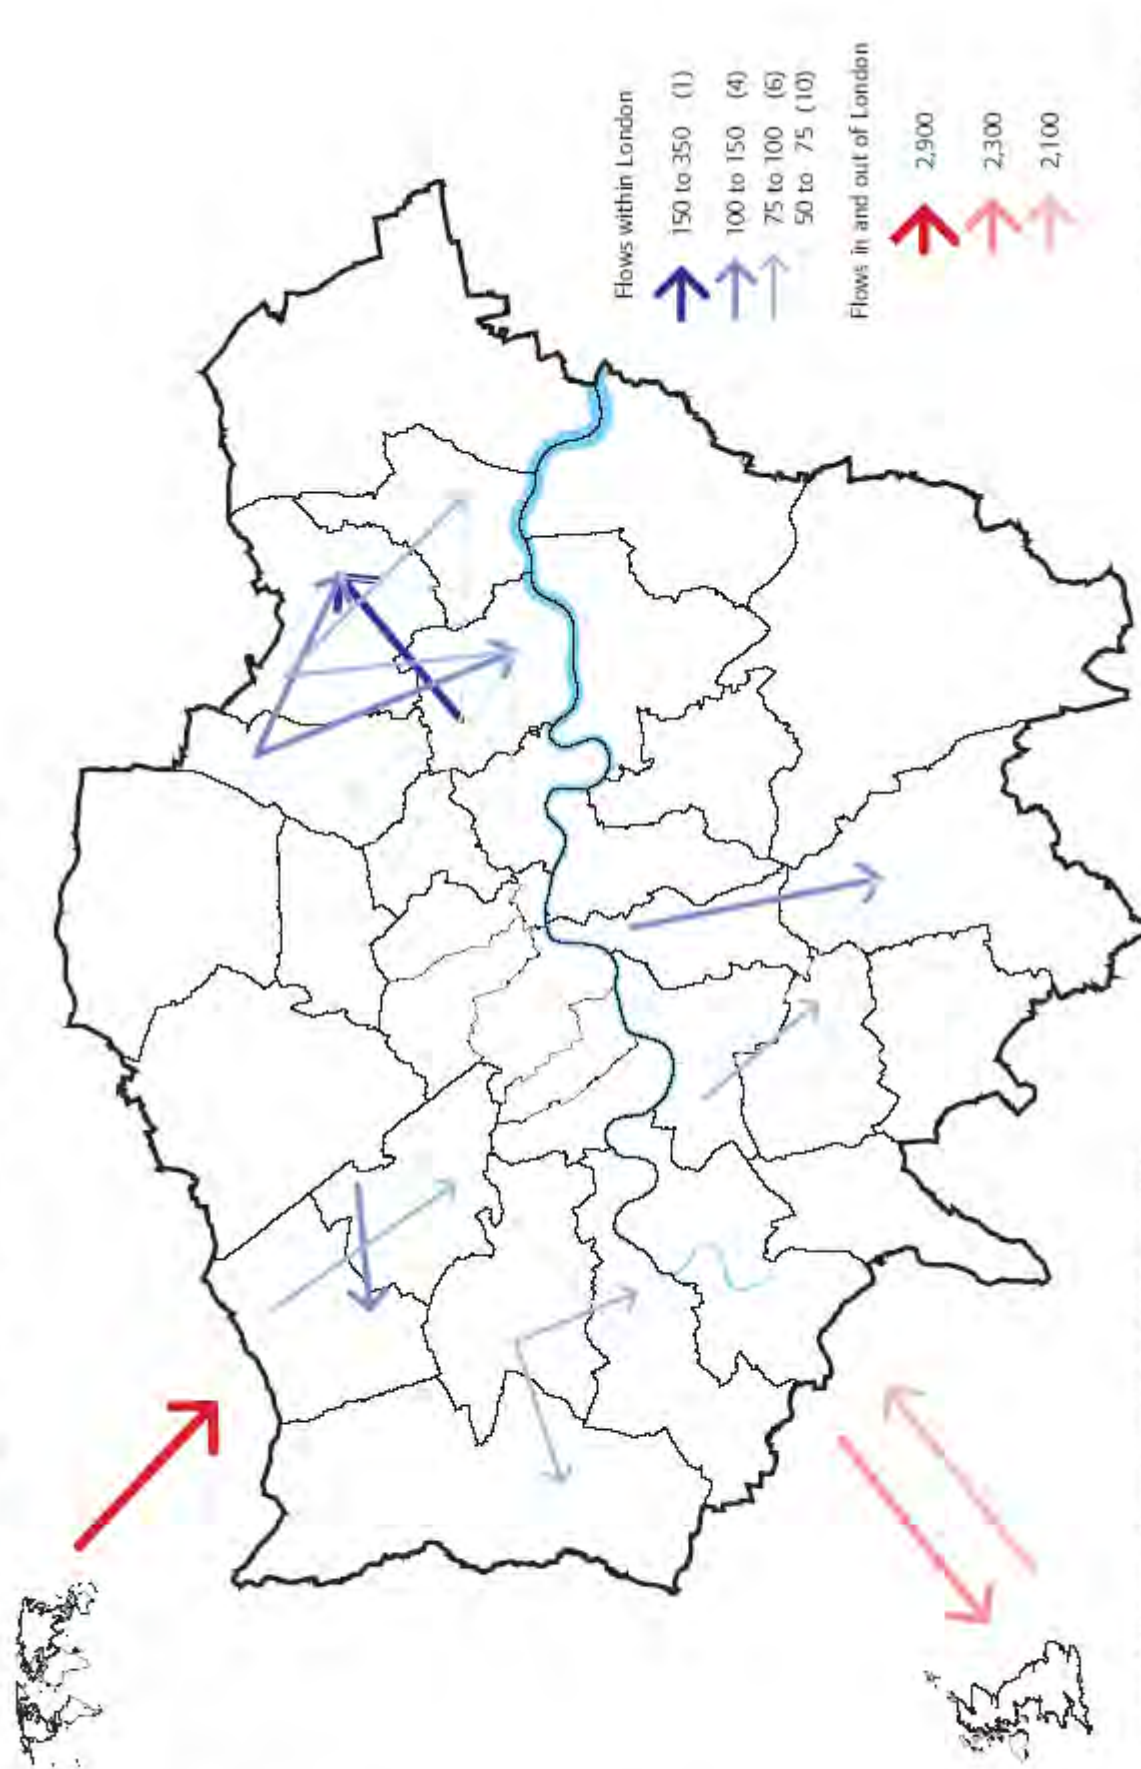 Flows within London
150 to 350 (1)
100 to 150 (4)
75 to 100 (6)
50 to 75 (10)
Flows in and out of London
2,900
2,300
2,100